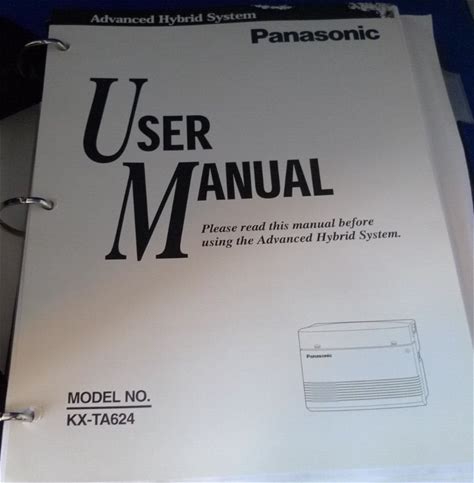 Advanced Hybrid System
Panasonic
USER
MANUAL
Please read this manual before
using the Advanced Hybrid System.
Panasonic
MODEL NO.
KX-TA624